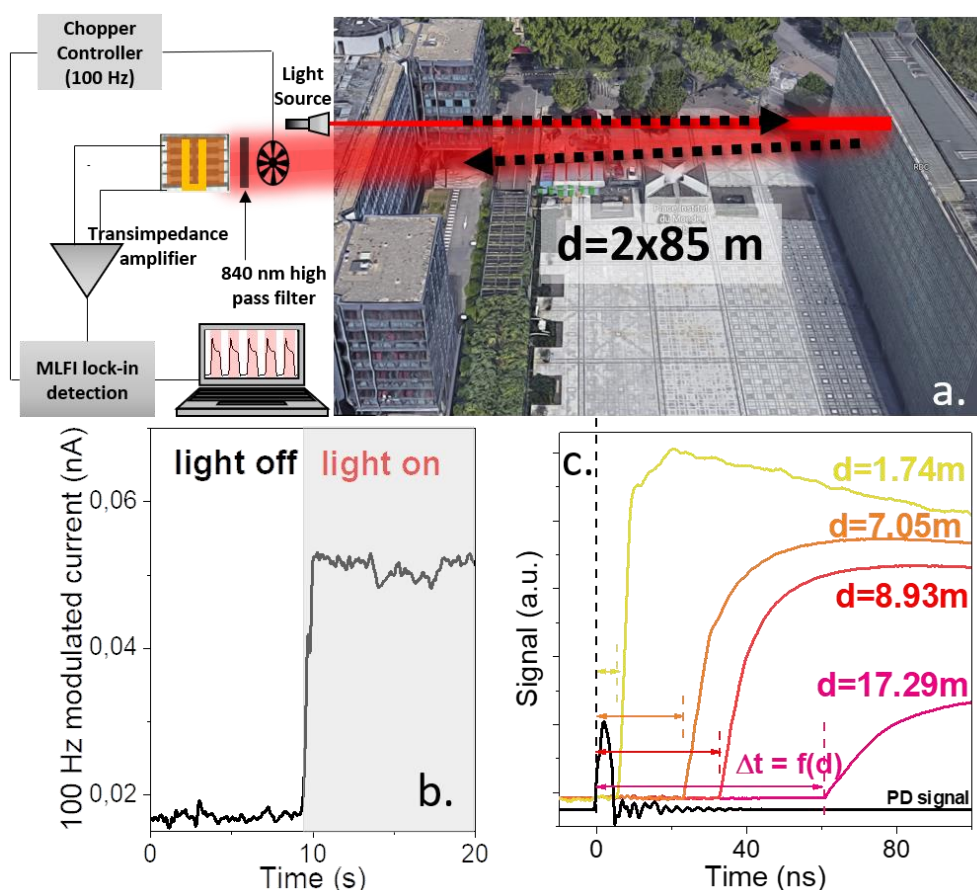 Chopper
Controller
(100 Hz)
Light
Source
Transimpedance
amplifier
840 nm high
pass filter
MLFI lock-in
detection
d=2x85 m
a.
100 Hz modulated current (nA)
0,06
0,04
0,02
light off
light on
b.
0
10
20
Time (s)
c.
Signal (a.u.)
d=1.74m
d=7.05m
d=8.93m
d=17.29m
Δt = f(d)
PD signal
0
40
80
Time (ns)